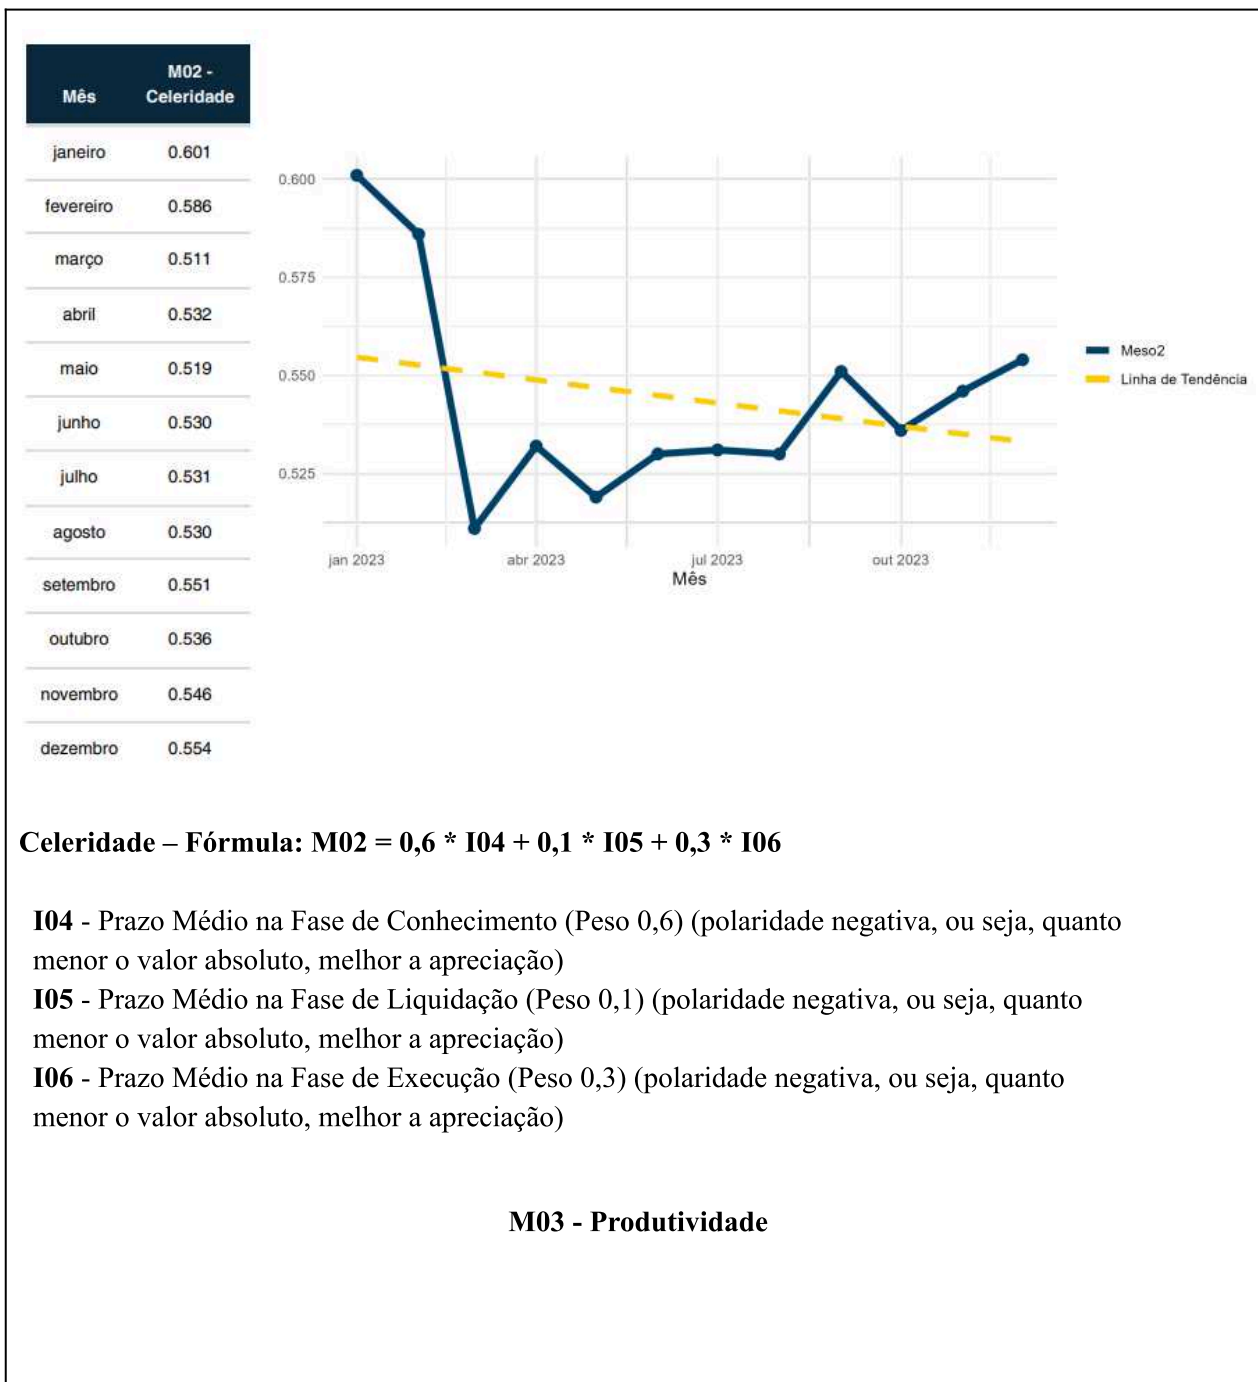 Mês M02 - Celeridade
janeiro 0.601
fevereiro 0.586
março 0.511
abril 0.532
maio 0.519
junho 0.530
julho 0.531
agosto 0.530
setembro 0.551
outubro 0.536
novembro 0.546
dezembro 0.554
0.600
0.575
0.550
0.525
jan 2023 abr 2023 jul 2023 out 2023
Mês
Meso2
Linha de Tendência
Celeridade – Fórmula: M02 = 0,6 * I04 + 0,1 * I05 + 0,3 * I06
I04 - Prazo Médio na Fase de Conhecimento (Peso 0,6) (polaridade negativa, ou seja, quanto
menor o valor absoluto, melhor a apreciação)
I05 - Prazo Médio na Fase de Liquidação (Peso 0,1) (polaridade negativa, ou seja, quanto
menor o valor absoluto, melhor a apreciação)
I06 - Prazo Médio na Fase de Execução (Peso 0,3) (polaridade negativa, ou seja, quanto
menor o valor absoluto, melhor a apreciação)
M03 - Produtividade